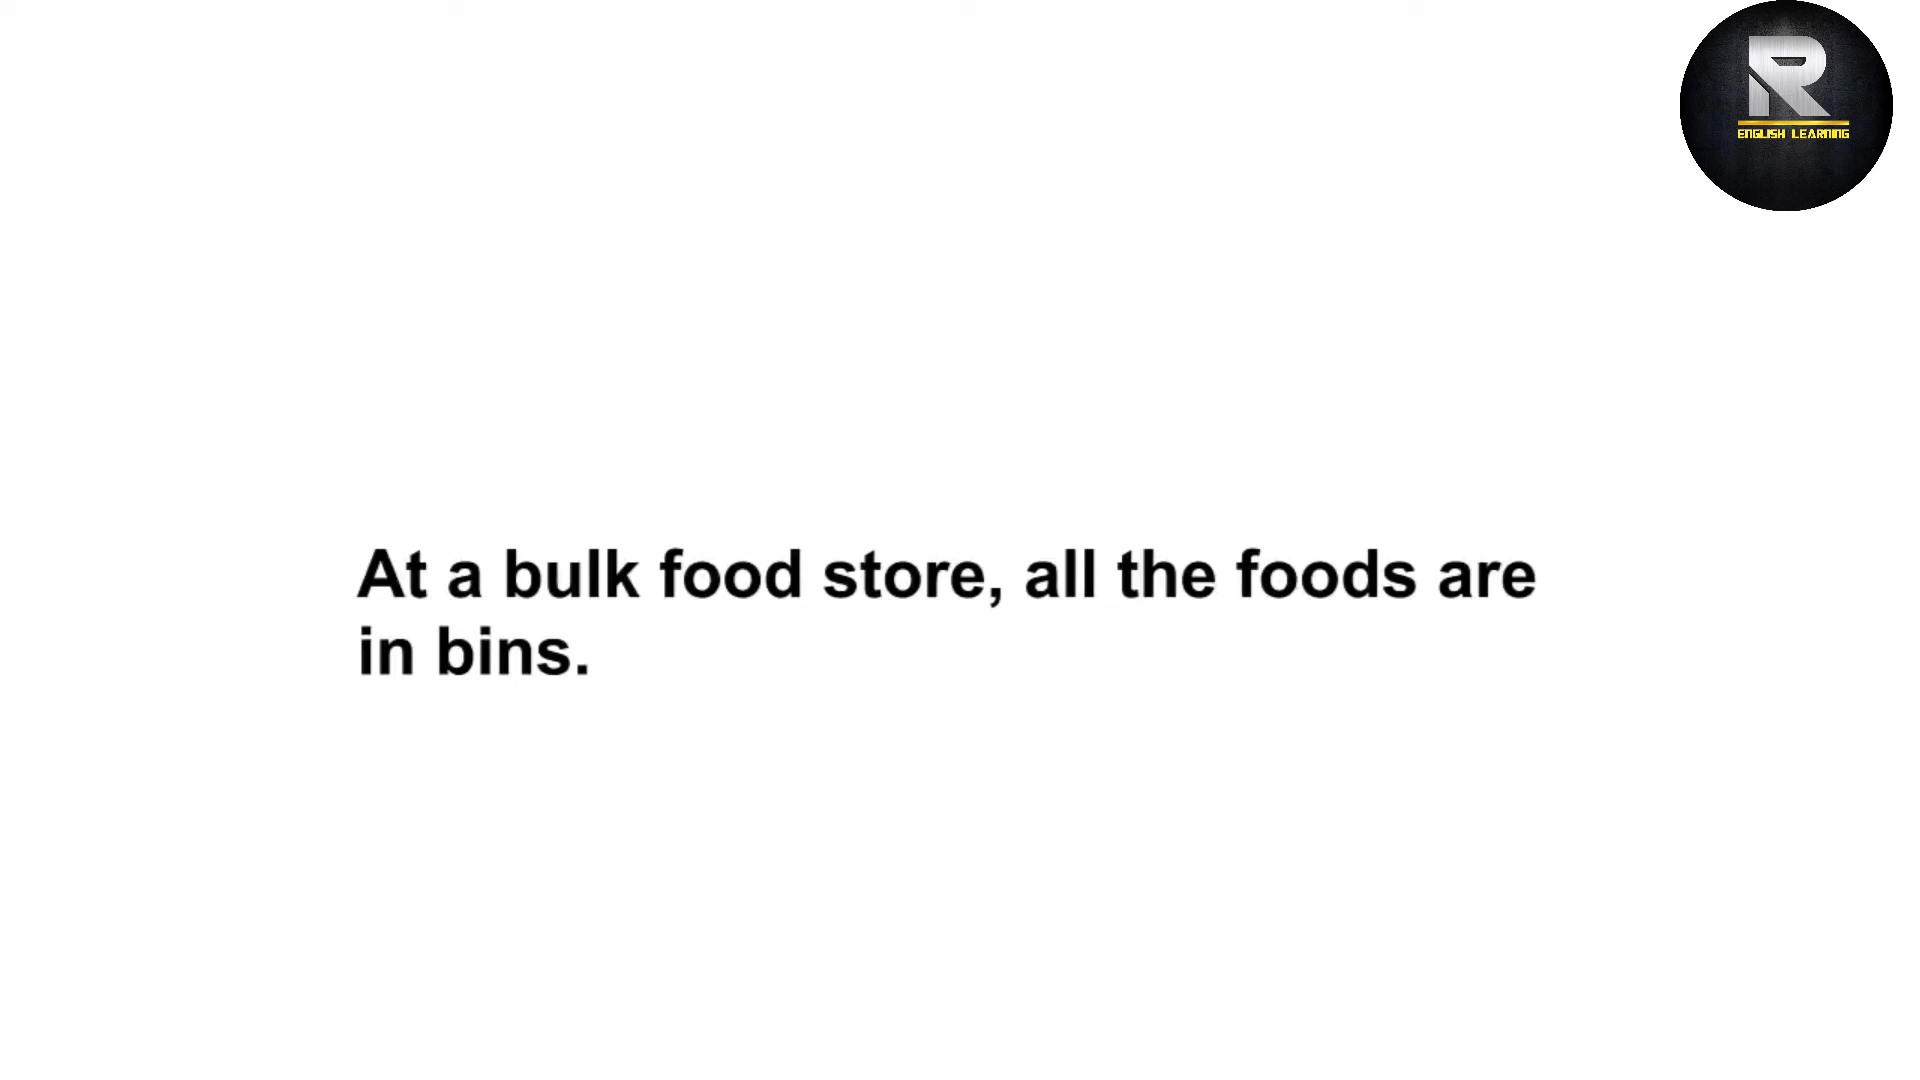 R
ENGLISH LEARNING
At a bulk food store, all the foods are
in bins.